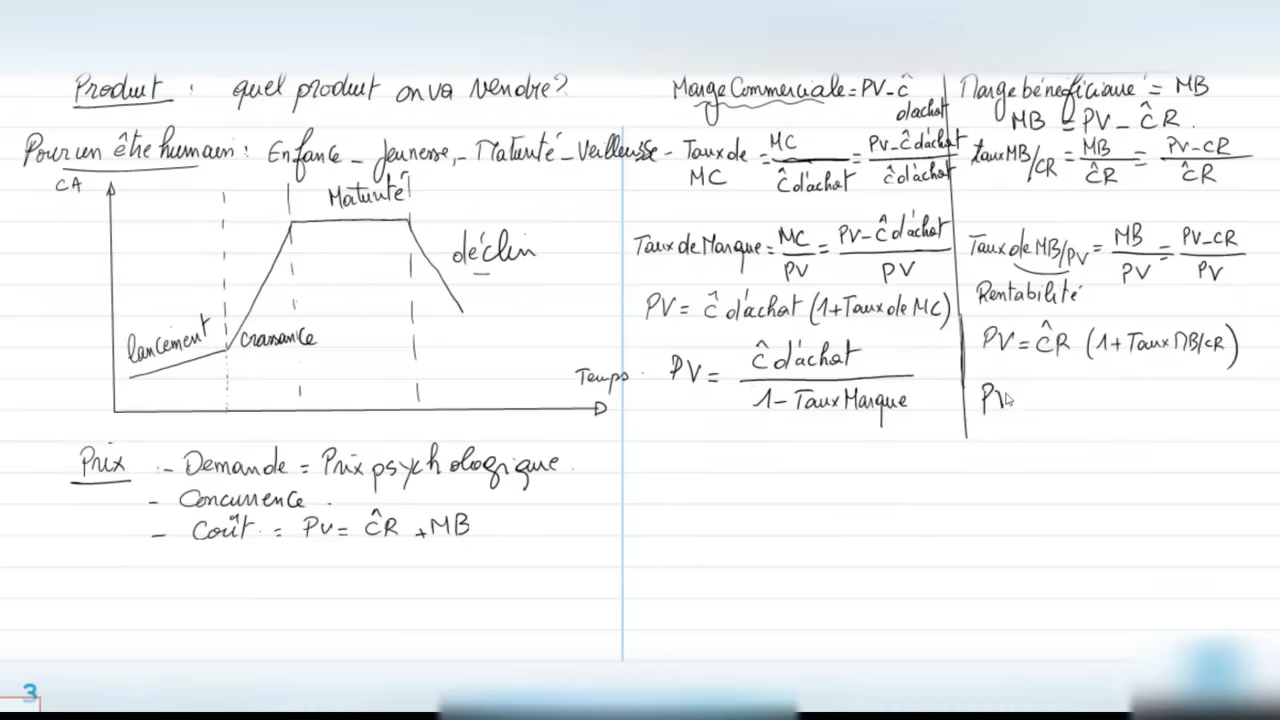 Produit : quel produit on va vendre ?
Pour un être humain : Enfance - Jeunesse, - Maturité - Veilleusse -
CA
Maturité
déclin
lancement
craissance
Temps
Prix :- Demande = Prix psychologique.
- Concurrence.
- Coût. = PV = ĈR + MB
Marge Commerciale = PV - Ĉ d'achat
Taux de MC = MC / Ĉ d'achat = PV - Ĉ d'achat / Ĉ d'achat
Taux de Marque = MC / PV = PV - Ĉ d'achat / PV
PV = Ĉ d'achat (1 + Taux de MC)
PV = Ĉ d'achat / 1 - Taux Marque
Marge bénéficiaire = MB
MB = PV - ĈR.
taux MB/CR = MB / ĈR = PV - CR / ĈR
Taux de MB/PV = MB / PV = PV - CR / PV
Rentabilité
PV = ĈR (1 + Taux MB/CR)
PV
3